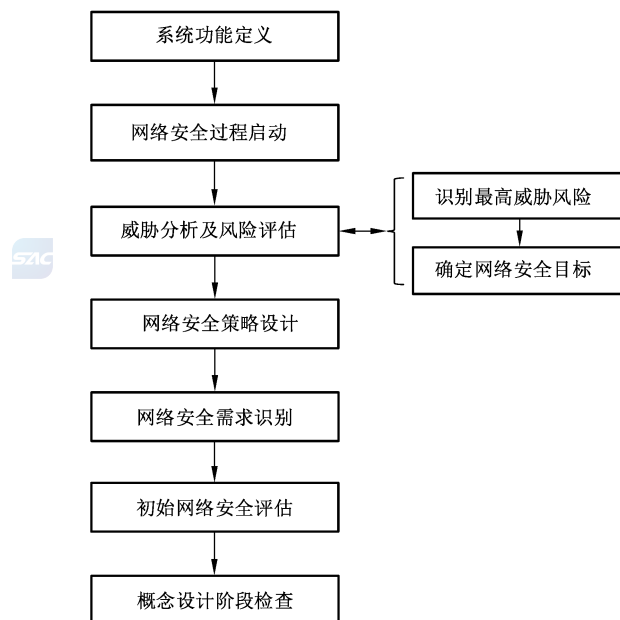 系统功能定义
网络安全过程启动
威胁分析及风险评估
识别最高威胁风险
确定网络安全目标
SAC
网络安全策略设计
网络安全需求识别
初始网络安全评估
概念设计阶段检查